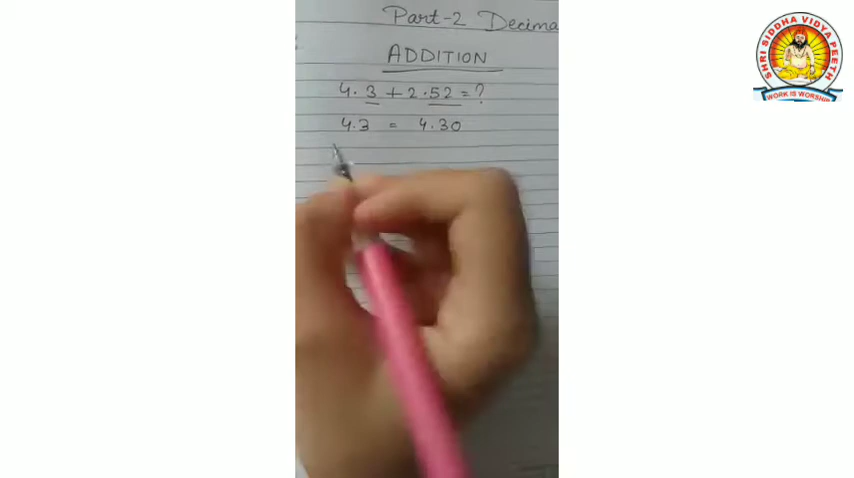 Part-2 Decima
ADDITION
4.3 + 2.52 = ?
4.3 = 4.30
SHRI SIDDHA VIDYA PEETH
WORK IS WORSHIP